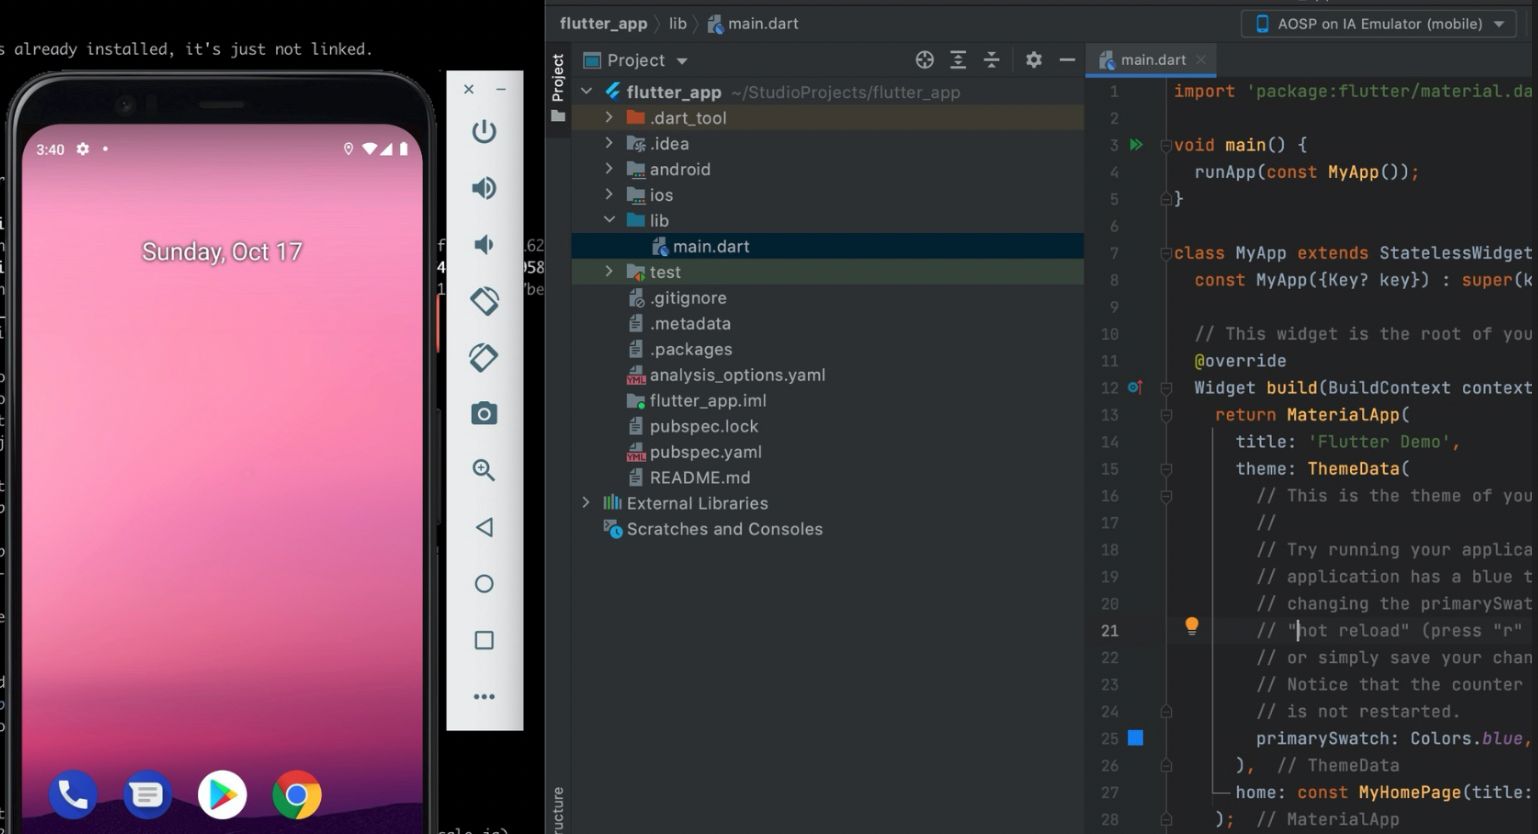 s already installed, it's just not linked.
3:40
Sunday, Oct 17
flutter_app
lib
main.dart
AOSP on IA Emulator (mobile)
Project
Project
flutter_app ~/StudioProjects/flutter_app
.dart_tool
.idea
android
ios
lib
main.dart
test
.gitignore
.metadata
.packages
analysis_options.yaml
flutter_app.iml
pubspec.lock
pubspec.yaml
README.md
External Libraries
Scratches and Consoles
ucture
main.dart
1 import 'package:flutter/material.da
2
3 void main() {
4 runApp(const MyApp());
5 }
6
7 class MyApp extends StatelessWidget
8 const MyApp({Key? key}) : super(k
9
10 // This widget is the root of you
11 @override
12 Widget build(BuildContext context
13 return MaterialApp(
14 title: 'Flutter Demo',
15 theme: ThemeData(
16 // This is the theme of you
17 //
18 // Try running your applica
19 // application has a blue t
20 // changing the primarySwat
21 // "hot reload" (press "r"
22 // or simply save your chan
23 // Notice that the counter
24 // is not restarted.
25 primarySwatch: Colors.blue,
26 ), // ThemeData
27 home: const MyHomePage(title:
28 ); // MaterialApp